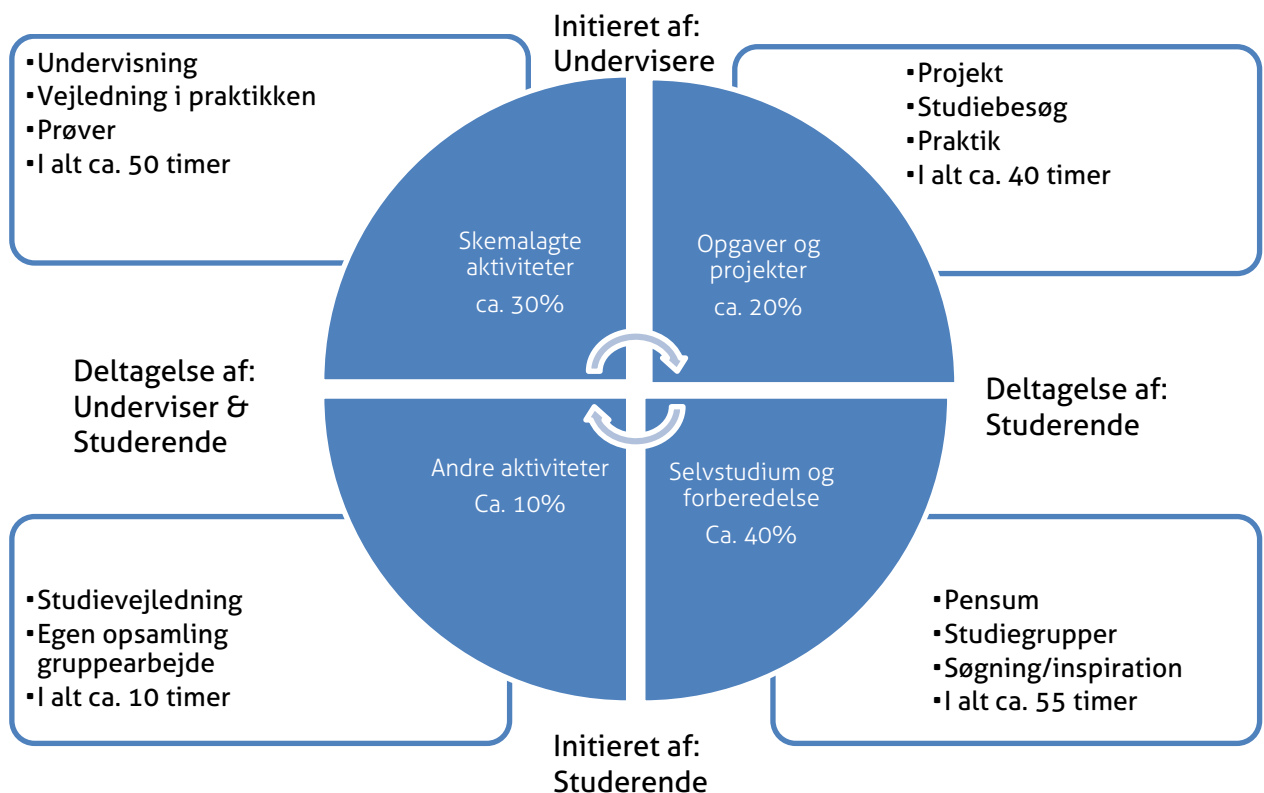 Initieret af:
Undervisere
▪Undervisning
▪Vejledning i praktikken
▪Prøver
▪I alt ca. 50 timer
▪Projekt
▪Studiebesøg
▪Praktik
▪I alt ca. 40 timer
Skemalagte
aktiviteter
ca. 30%
Opgaver og
projekter
ca. 20%
Deltagelse af:
Underviser &
Studerende
Deltagelse af:
Studerende
Andre aktiviteter
Ca. 10%
Selvstudium og
forberedelse
Ca. 40%
▪Studievejledning
▪Egen opsamling
gruppearbejde
▪I alt ca. 10 timer
▪Pensum
▪Studiegrupper
▪Søgning/inspiration
▪I alt ca. 55 timer
Initieret af:
Studerende